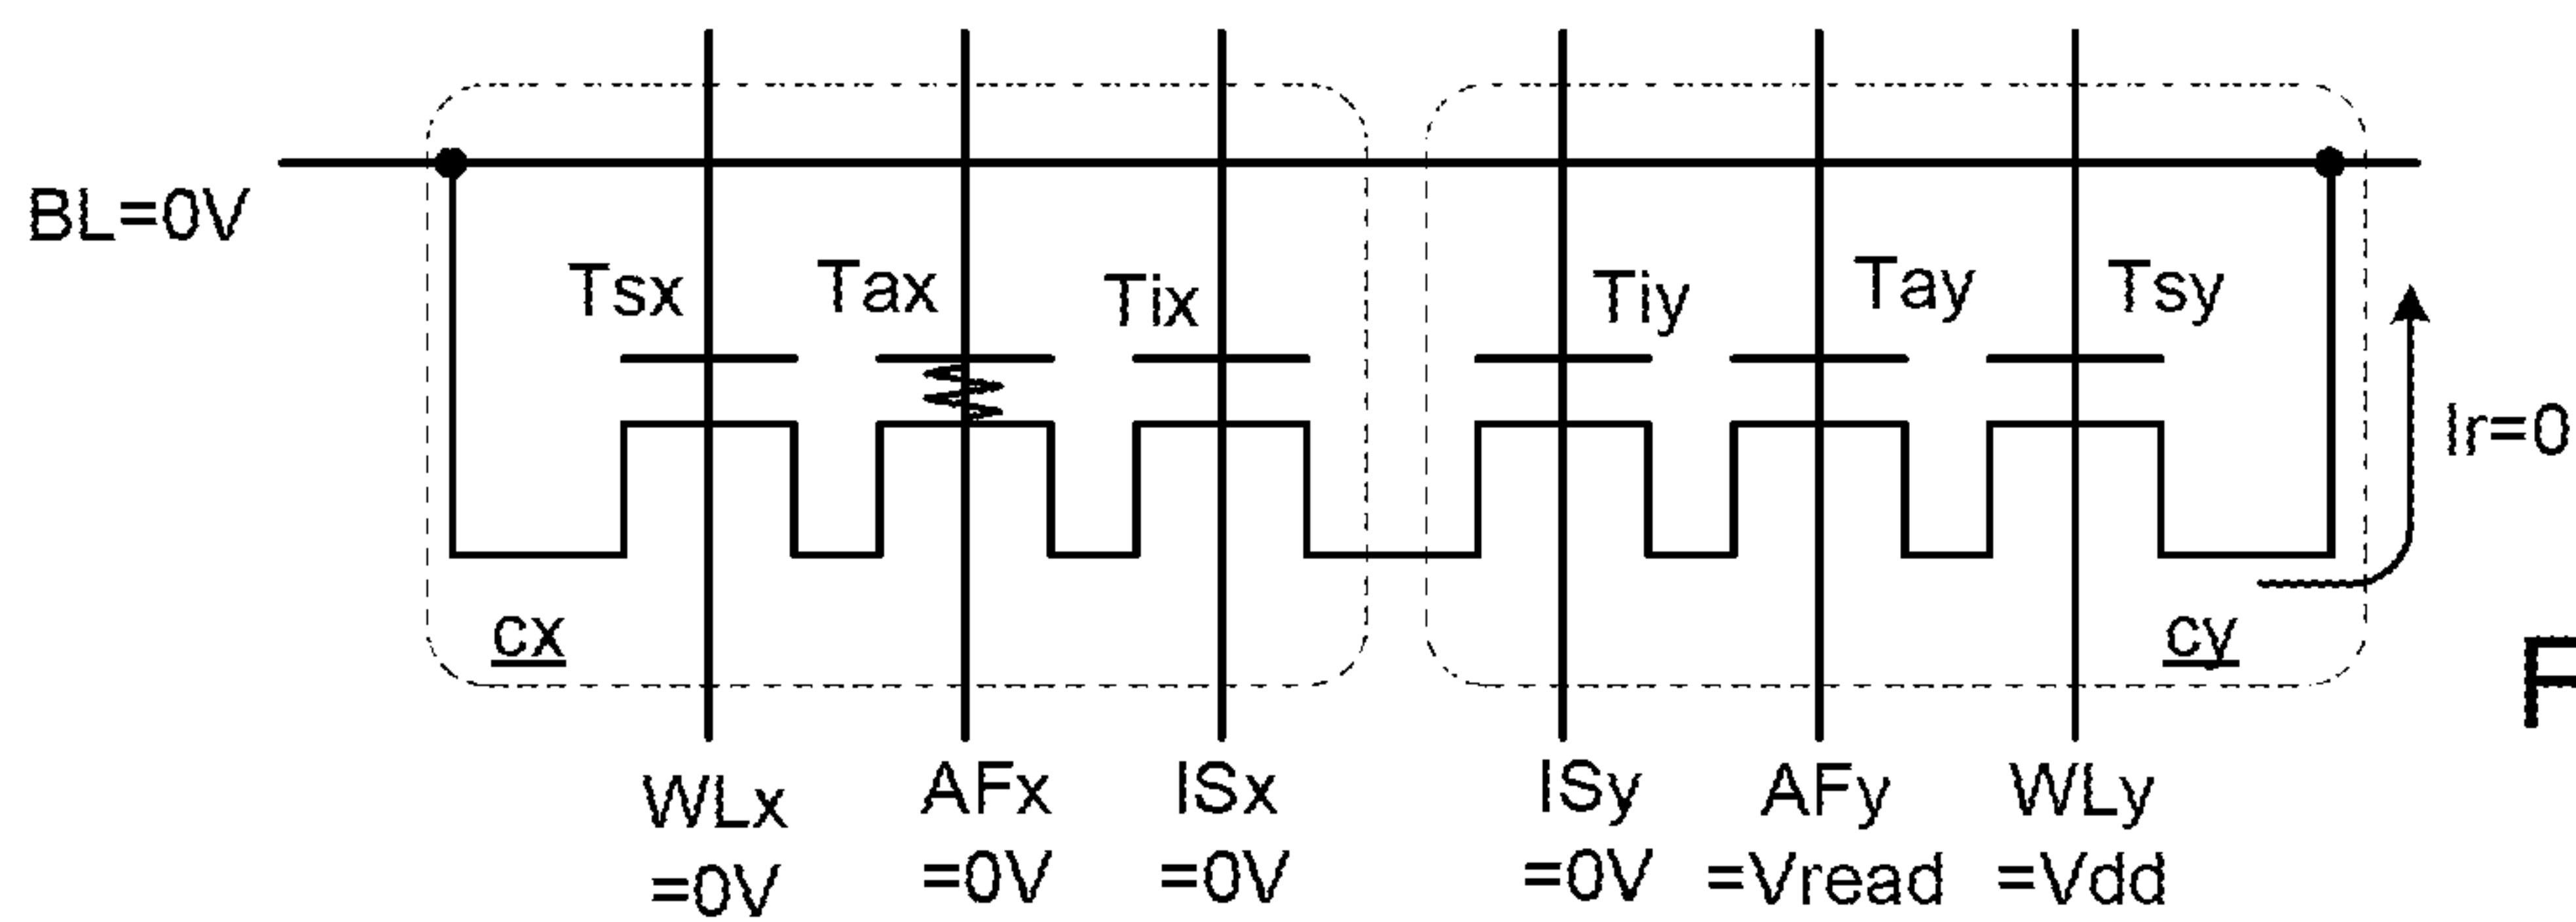 BL=0V
Tsx Tax Tix Tiy Tay Tsy
Ir=0
cx cy
F
WLx AFx ISx ISy AFy WLy
=0V =0V =0V =0V =Vread =Vdd